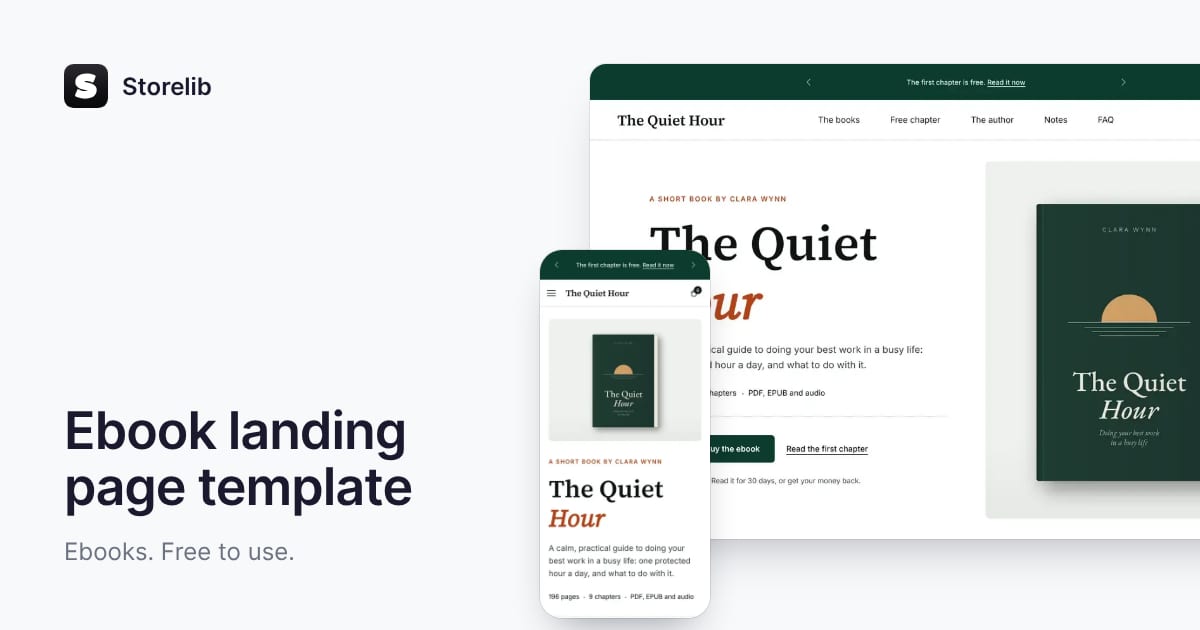 Storelib
Ebook landing
page template
Ebooks. Free to use.
The first chapter is free. Read it now
The Quiet Hour
The books
Free chapter
The author
Notes
FAQ
A SHORT BOOK BY CLARA WYNN
The Quiet
our
cal guide to doing your best work in a busy life:
hour a day, and what to do with it.
hapters · PDF, EPUB and audio
uy the ebook
Read the first chapter
Read it for 30 days, or get your money back.
CLARA WYNN
The Quiet
Hour
Doing your best work
in a busy life
The first chapter is free. Read it now
The Quiet Hour
The Quiet
Hour
A SHORT BOOK BY CLARA WYNN
The Quiet
Hour
A calm, practical guide to doing your
best work in a busy life: one protected
hour a day, and what to do with it.
196 pages · 9 chapters · PDF, EPUB and audio